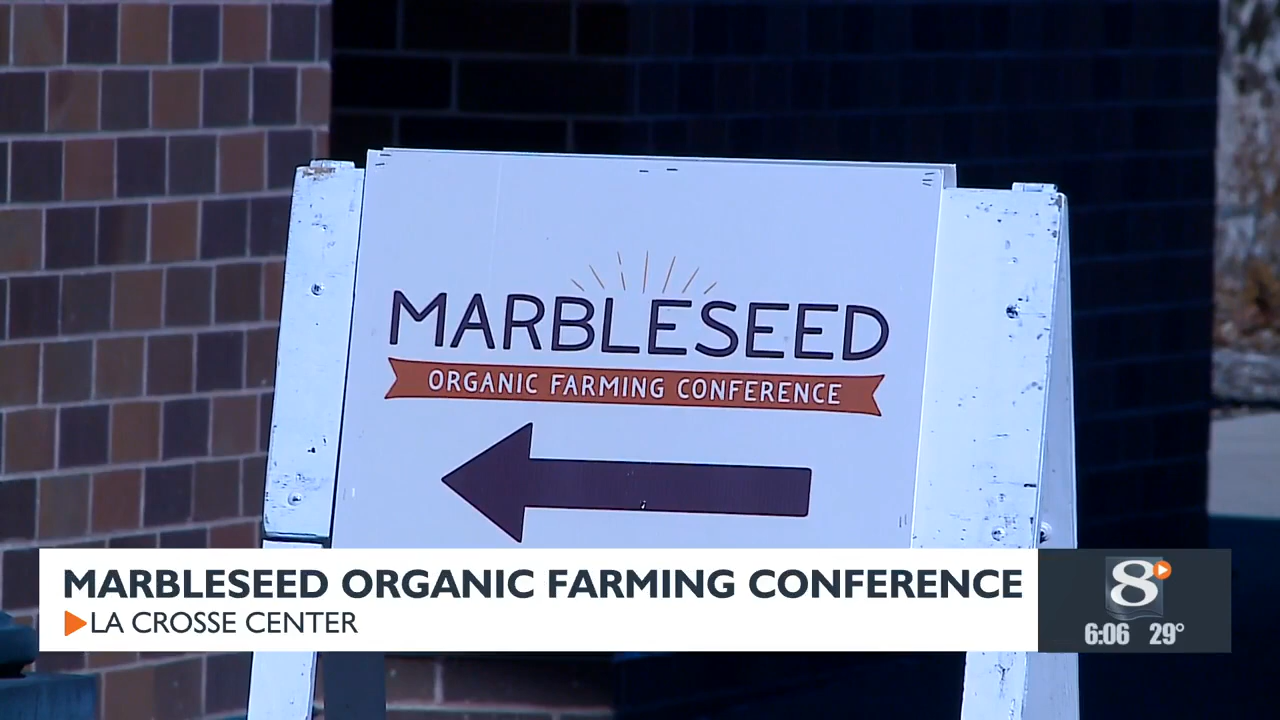 MARBLESEED
ORGANIC FARMING CONFERENCE
MARBLESEED ORGANIC FARMING CONFERENCE
LA CROSSE CENTER
8
6:06 29°